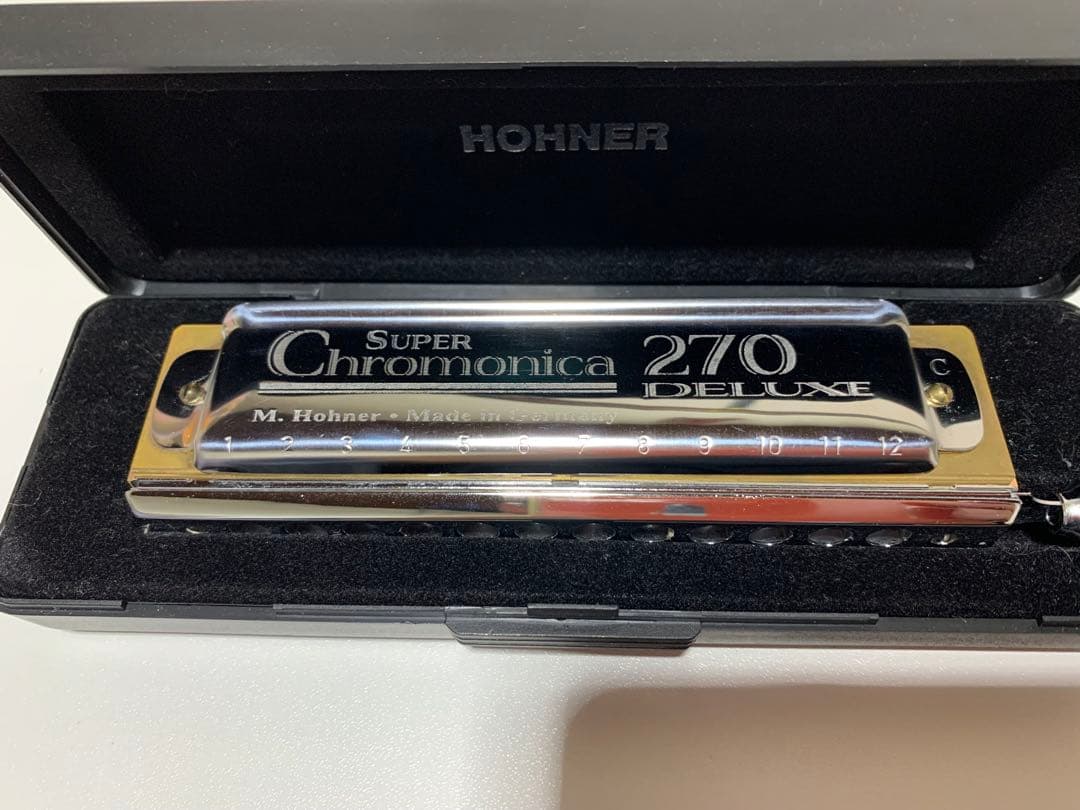 HOHNER
SUPER
Chromonica 270
DELUXE
C
M. Hohner • Made in Germany
1 2 3 4 5 6 7 8 9 10 11 12